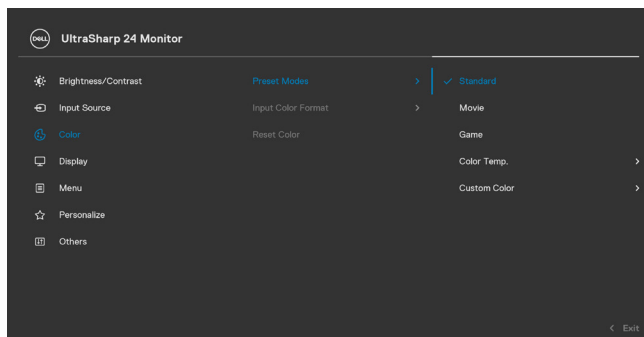 DELL UltraSharp 24 Monitor
Brightness/Contrast Preset Modes > ✓ Standard
Input Source Input Color Format > Movie
Color Reset Color Game
Display Color Temp. >
Menu Custom Color >
Personalize
Others
< Exit